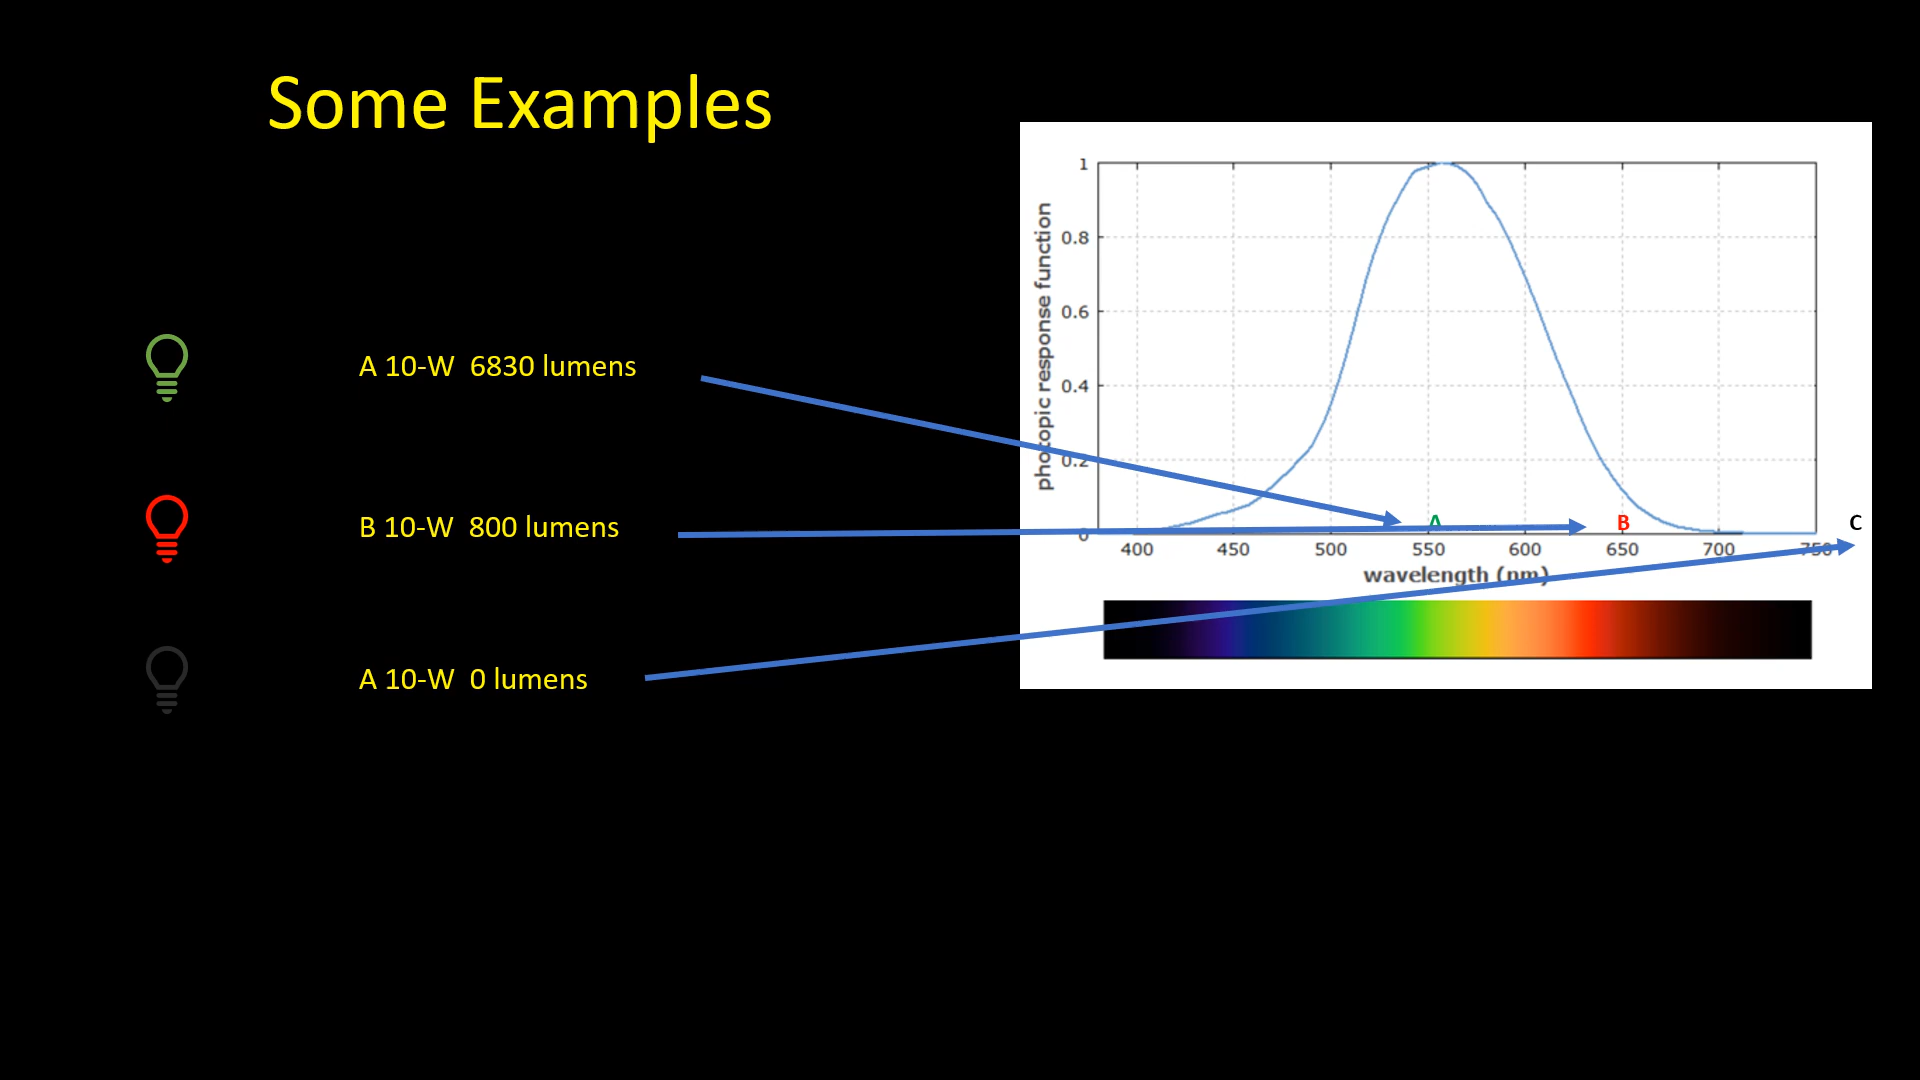 Some Examples
A 10-W  6830 lumens
B 10-W  800 lumens
A 10-W  0 lumens
photopic response function
1
0.8
0.6
0.4
0.2
0
A
B
C
400 450 500 550 600 650 700 750
wavelength (nm)